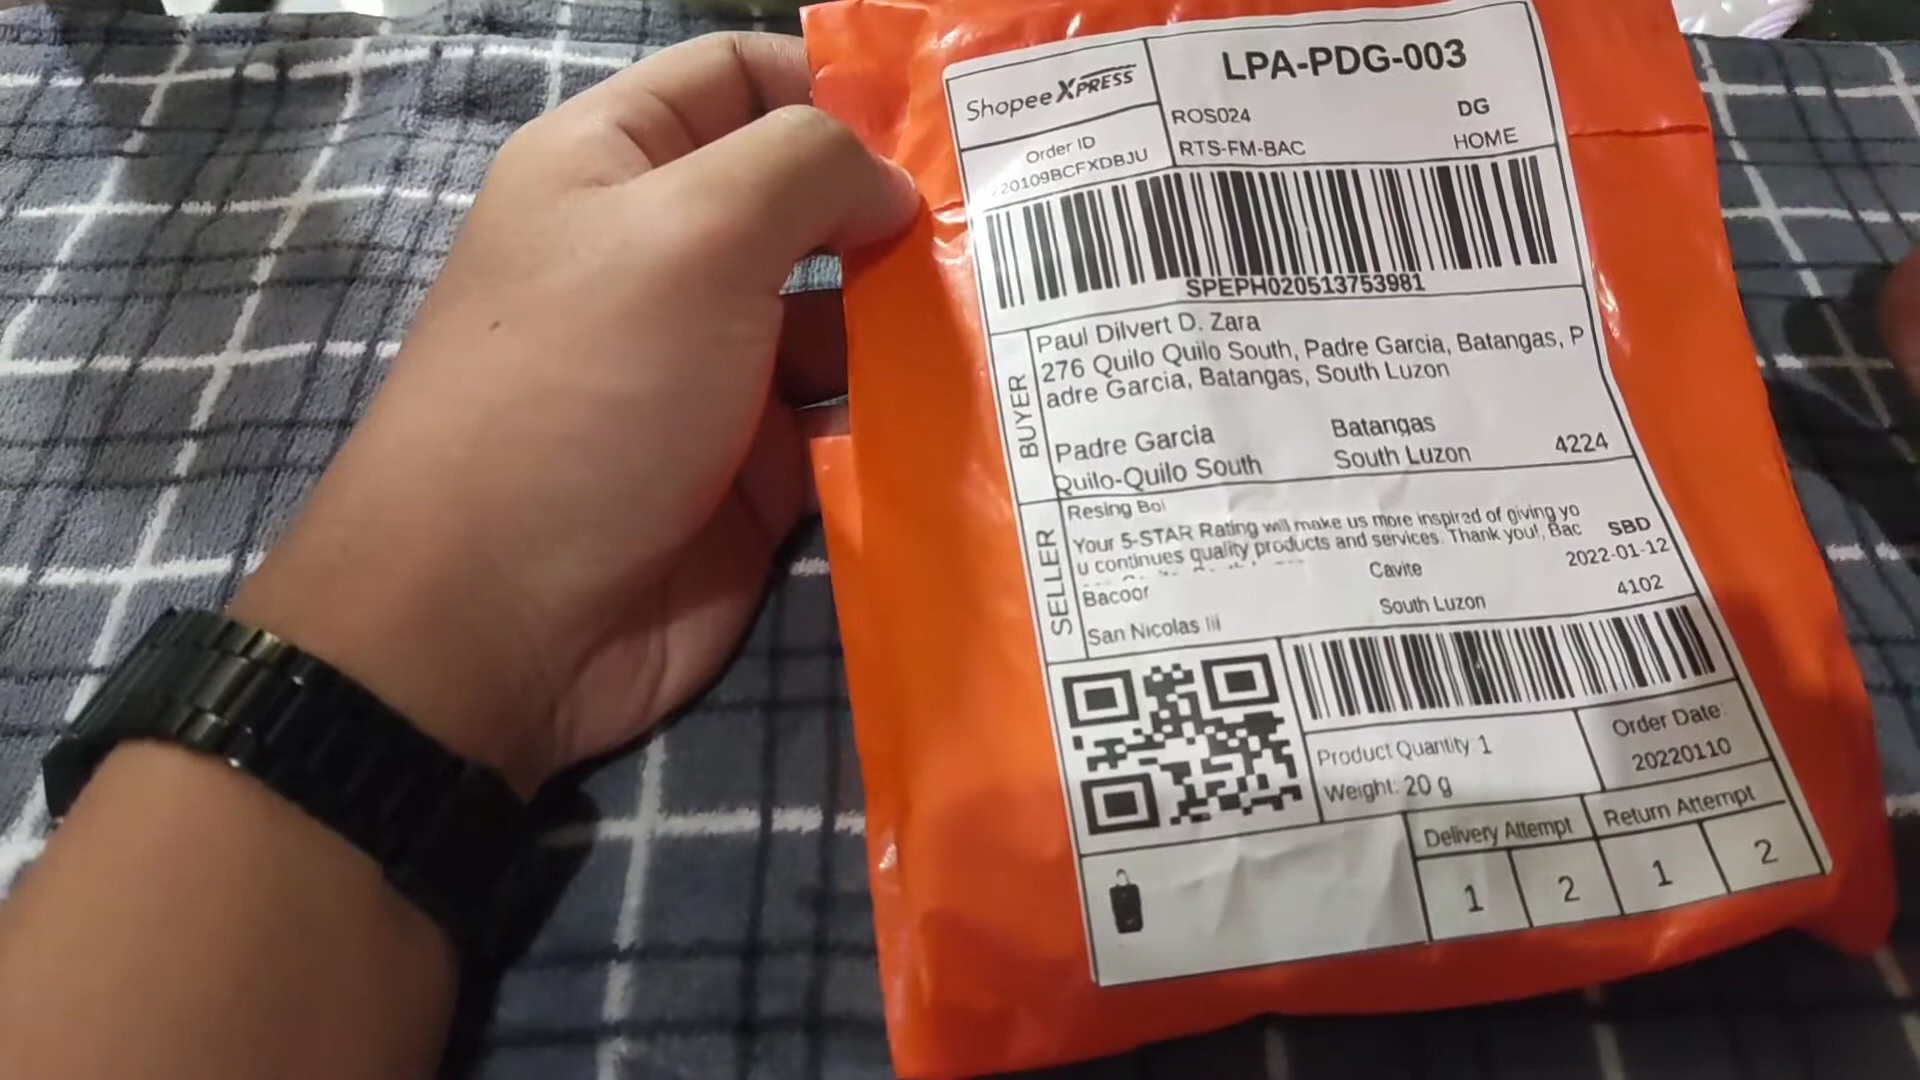 Shopee XPRESS
LPA-PDG-003
ROS024
DG
RTS-FM-BAC
HOME
Order ID
220109BCFXDBJU
SPEPH020513753981
BUYER
Paul Dilvert D. Zara
276 Quilo Quilo South, Padre Garcia, Batangas, P
adre Garcia, Batangas, South Luzon
Padre Garcia
Batangas
Quilo-Quilo South
South Luzon
4224
SELLER
Resing Boi
Your 5-STAR Rating will make us more inspired of giving yo
u continues quality products and services. Thank you!, Bac
SBD
2022-01-12
Bacoor
Cavite
4102
San Nicolas Iii
South Luzon
Product Quantity: 1
Weight: 20 g
Order Date:
20220110
Delivery Attempt
Return Attempt
1
2
1
2